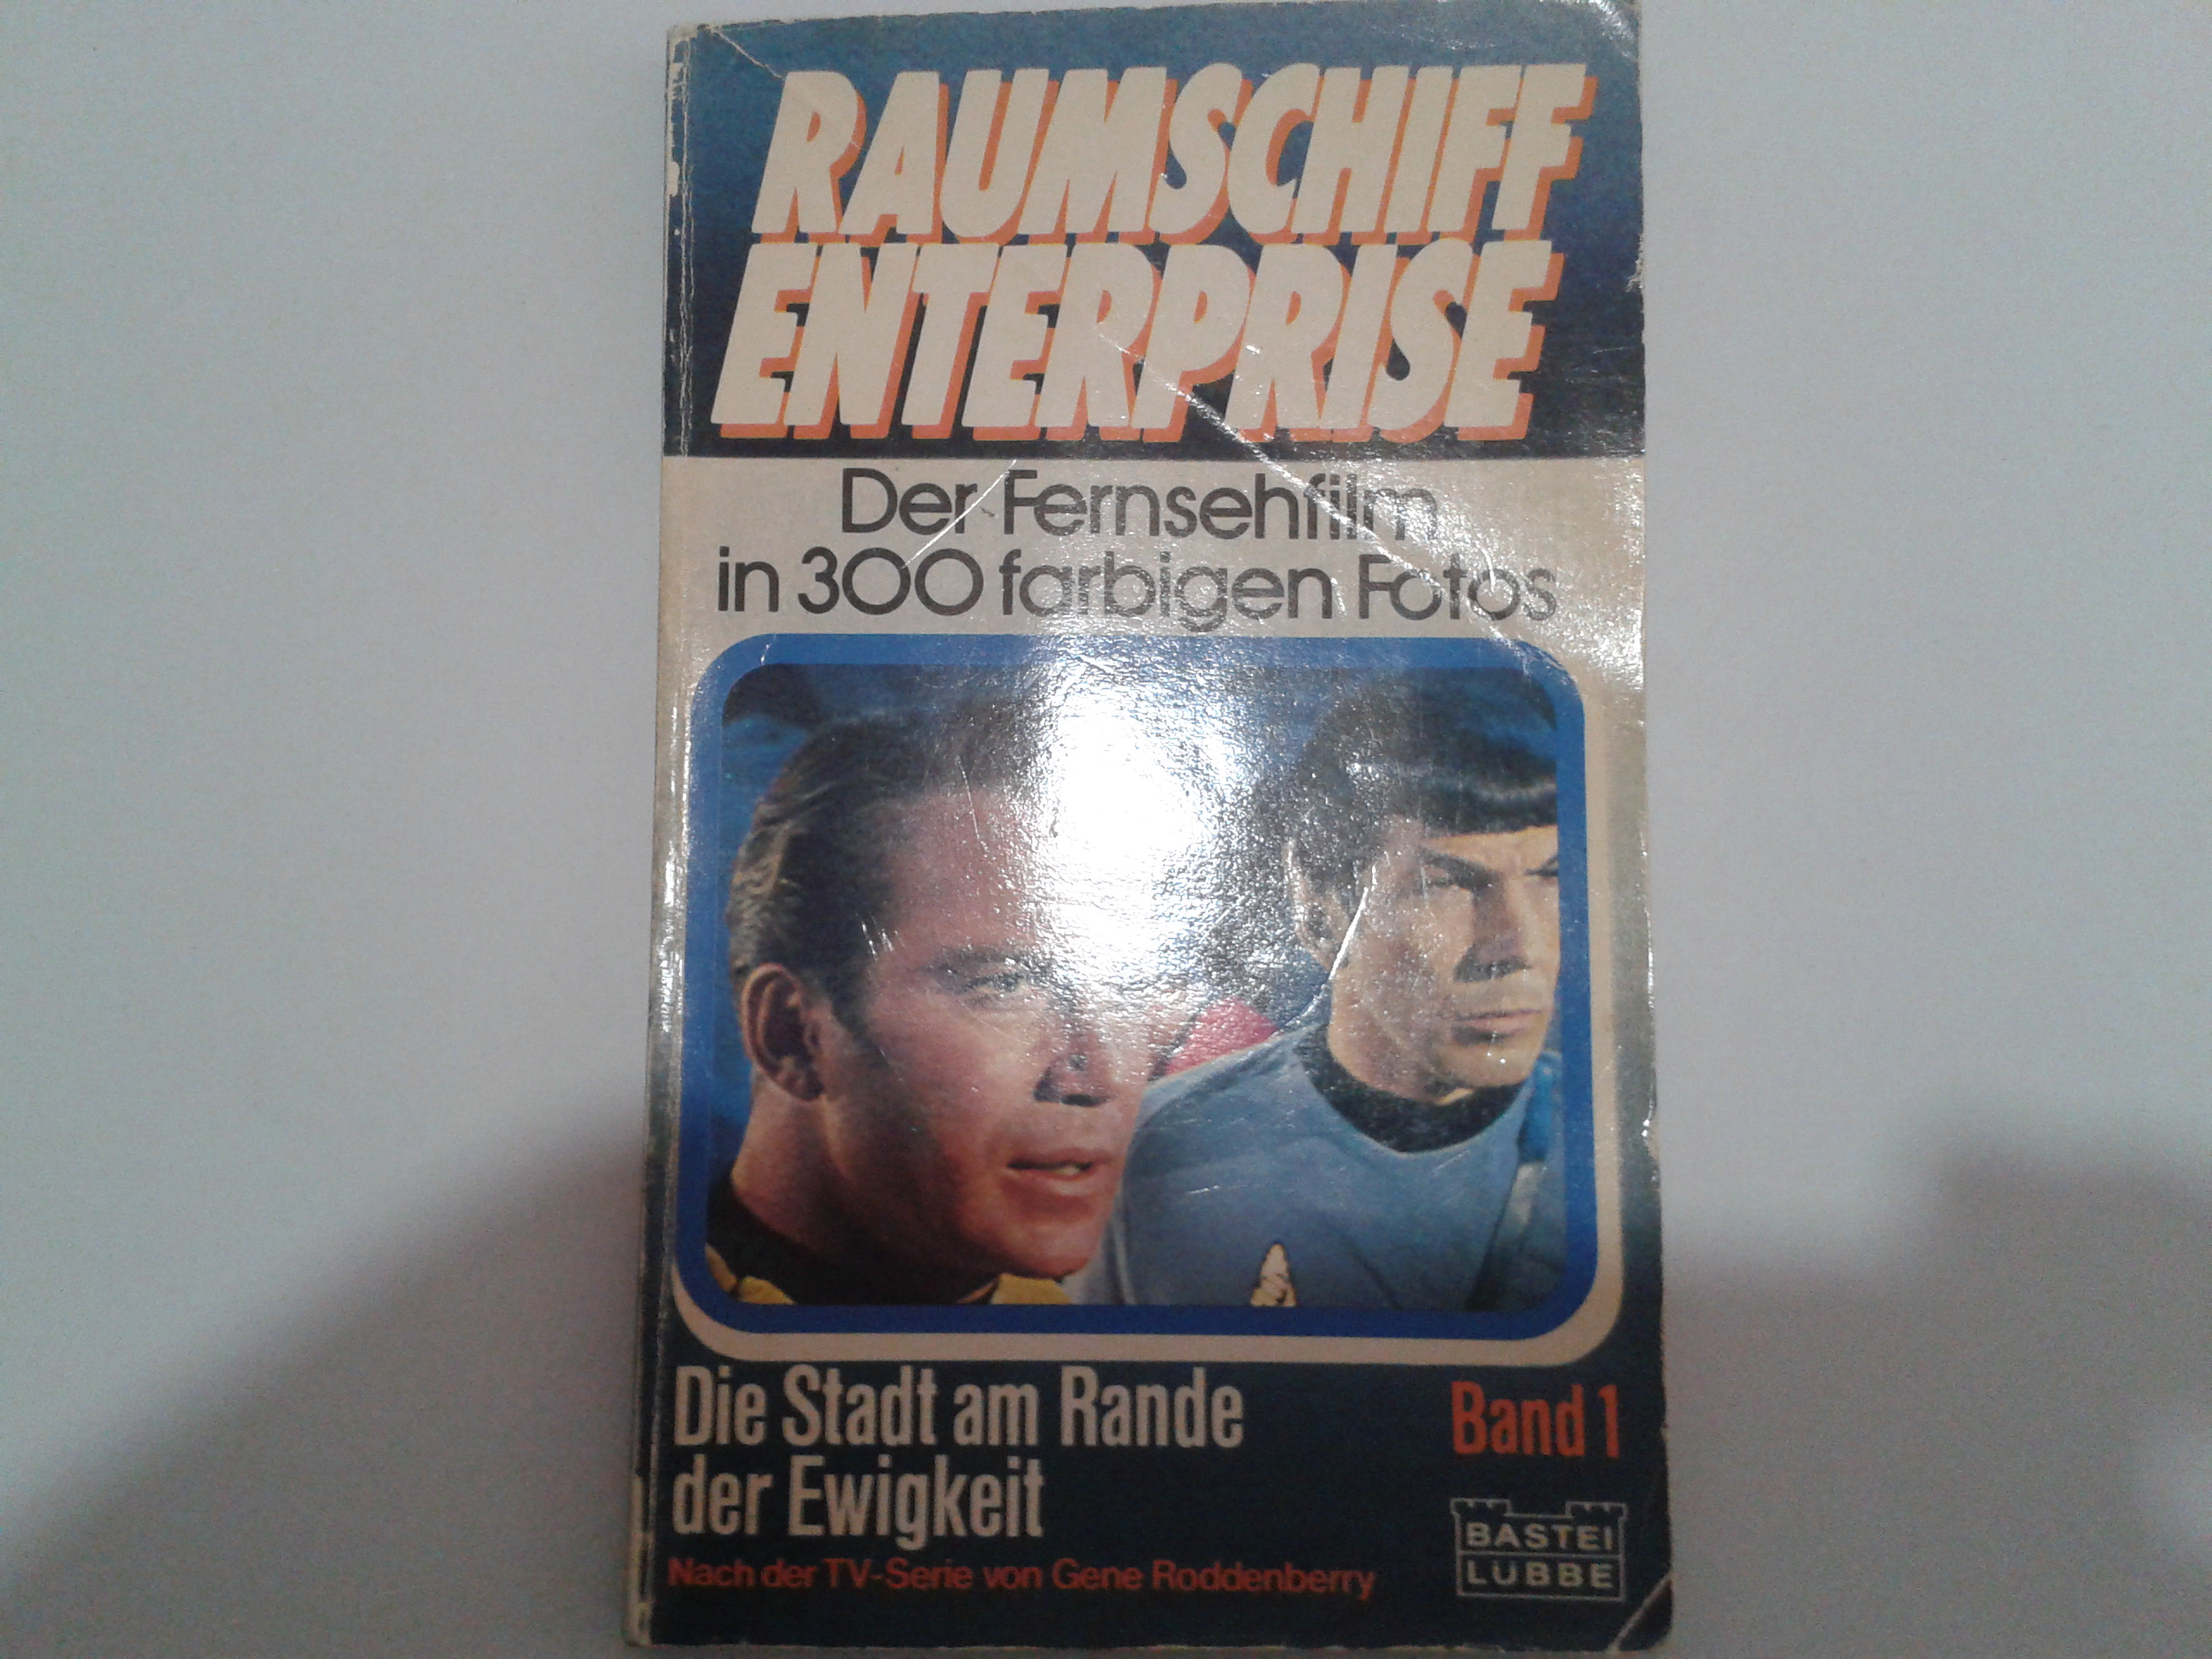 RAUMSCHIFF
ENTERPRISE
Der Fernsehfilm
in 300 farbigen Fotos
Die Stadt am Rande
der Ewigkeit
Band 1
Nach der TV-Serie von Gene Roddenberry
BASTEI
LÜBBE